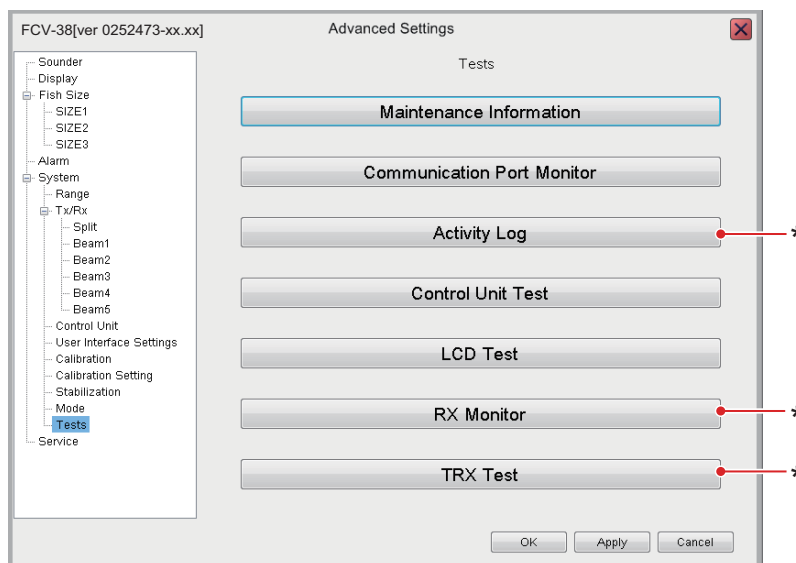 FCV-38[ver 0252473-xx.xx]
Advanced Settings
Sounder
Display
Fish Size
SIZE1
SIZE2
SIZE3
Alarm
System
Range
Tx/Rx
Split
Beam1
Beam2
Beam3
Beam4
Beam5
Control Unit
User Interface Settings
Calibration
Calibration Setting
Stabilization
Mode
Tests
Service
Tests
Maintenance Information
Communication Port Monitor
Activity Log
*
Control Unit Test
LCD Test
RX Monitor
*
TRX Test
*
OK
Apply
Cancel